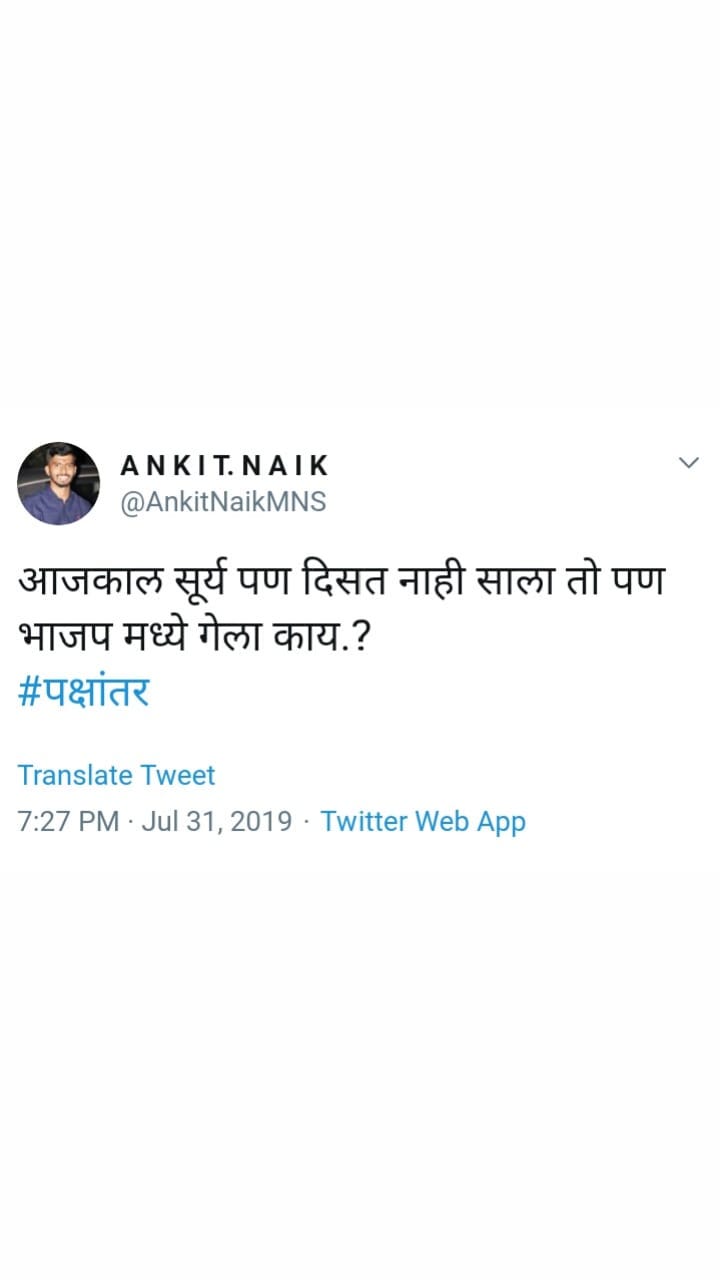 ANKIT.NAIK
@AnkitNaikMNS
आजकाल सूर्य पण दिसत नाही साला तो पण
भाजप मध्ये गेला काय.?
#पक्षांतर
Translate Tweet
7:27 PM · Jul 31, 2019 · Twitter Web App